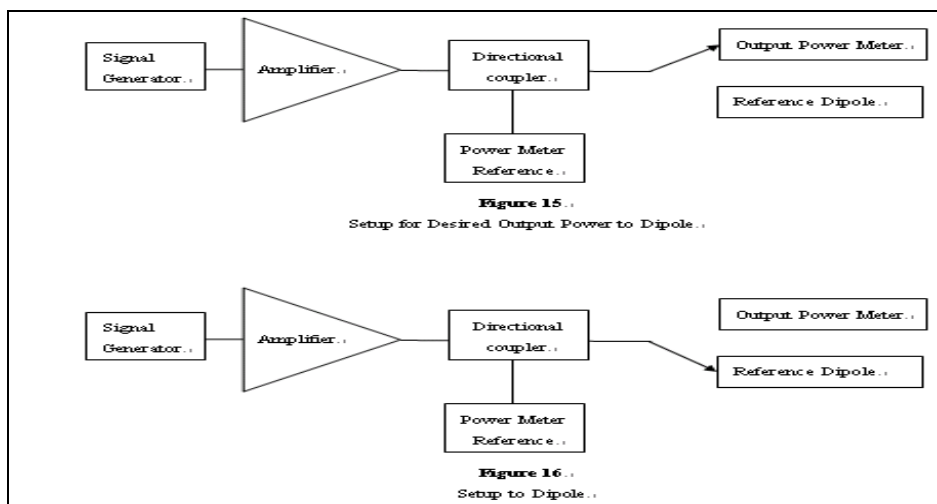 Signal
Generator.
Amplifier.
Directional
coupler.
Output Power Meter.
Reference Dipole.
Power Meter
Reference.
Figure 15.
Setup for Desired Output Power to Dipole.
Signal
Generator.
Amplifier.
Directional
coupler.
Output Power Meter.
Reference Dipole.
Power Meter
Reference.
Figure 16.
Setup to Dipole.